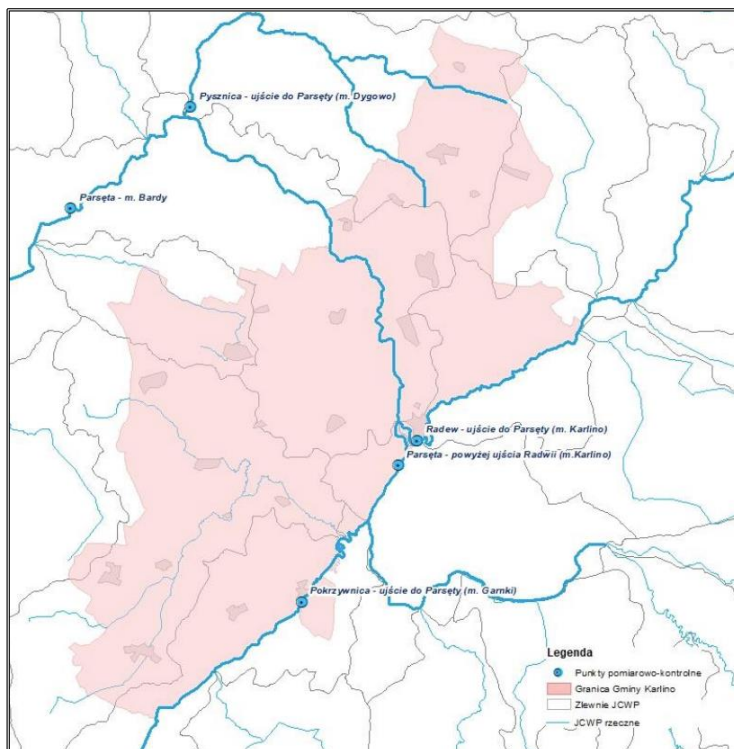 Pysznica - ujście do Parsęty (m. Dygowo)
Parsęta - m. Bardy
Radew - ujście do Parsęty (m. Karlino)
Parsęta - powyżej ujścia Radwii (m.Karlino)
Pokrzywnica - ujście do Parsęty (m. Garnki)
Legenda
Punkty pomiarowo-kontrolne
Granica Gminy Karlino
Zlewnie JCWP
JCWP rzeczne